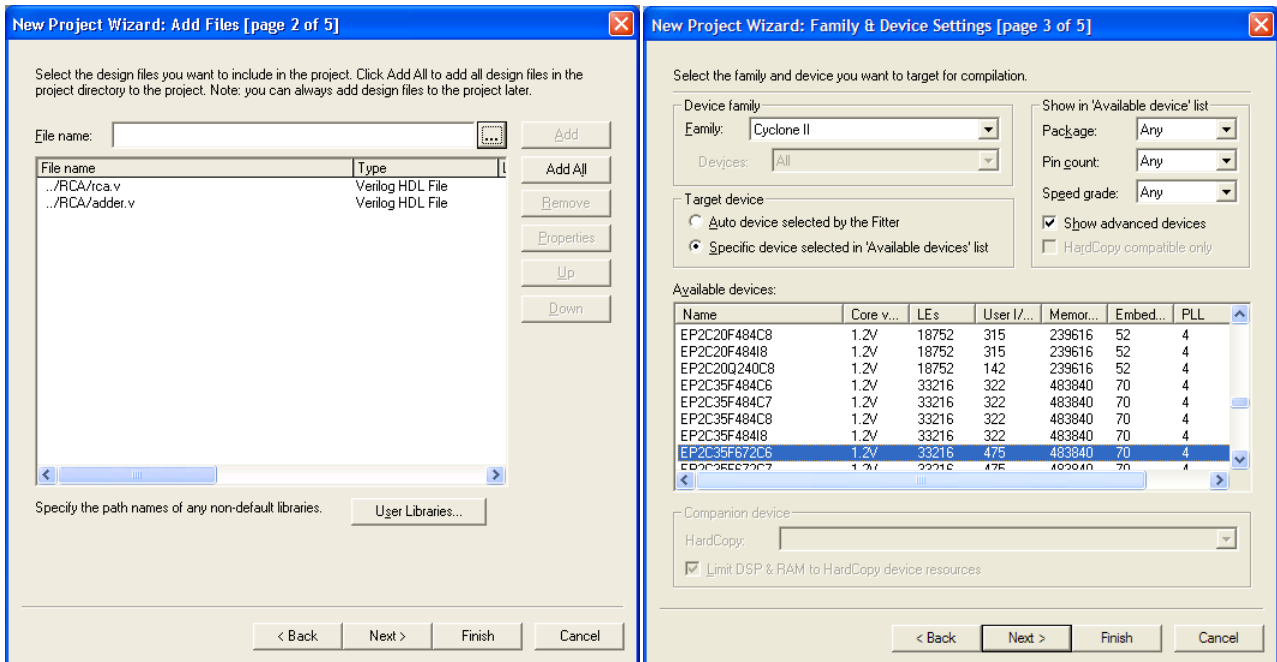 New Project Wizard: Add Files [page 2 of 5]
Select the design files you want to include in the project. Click Add All to add all design files in the
project directory to the project. Note: you can always add design files to the project later.
File name:
...
Add
File name Type L
../RCA/rca.v Verilog HDL File
../RCA/adder.v Verilog HDL File
Add All
Remove
Properties
Up
Down
Specify the path names of any non-default libraries.
User Libraries...
< Back Next > Finish Cancel
New Project Wizard: Family & Device Settings [page 3 of 5]
Select the family and device you want to target for compilation.
Device family
Family: Cyclone II
Devices: All
Target device
Auto device selected by the Fitter
Specific device selected in 'Available devices' list
Show in 'Available device' list
Package: Any
Pin count: Any
Speed grade: Any
Show advanced devices
HardCopy compatible only
Available devices:
Name Core v... LEs User I/... Memor... Embed... PLL
EP2C20F484C8 1.2V 18752 315 239616 52 4
EP2C20F484I8 1.2V 18752 315 239616 52 4
EP2C20Q240C8 1.2V 18752 142 239616 52 4
EP2C35F484C6 1.2V 33216 322 483840 70 4
EP2C35F484C7 1.2V 33216 322 483840 70 4
EP2C35F484C8 1.2V 33216 322 483840 70 4
EP2C35F484I8 1.2V 33216 322 483840 70 4
EP2C35F672C6 1.2V 33216 475 483840 70 4
EP2C35F672C7 1.2V 33216 475 483840 70 4
Companion device
HardCopy:
Limit DSP & RAM to HardCopy device resources
< Back Next > Finish Cancel